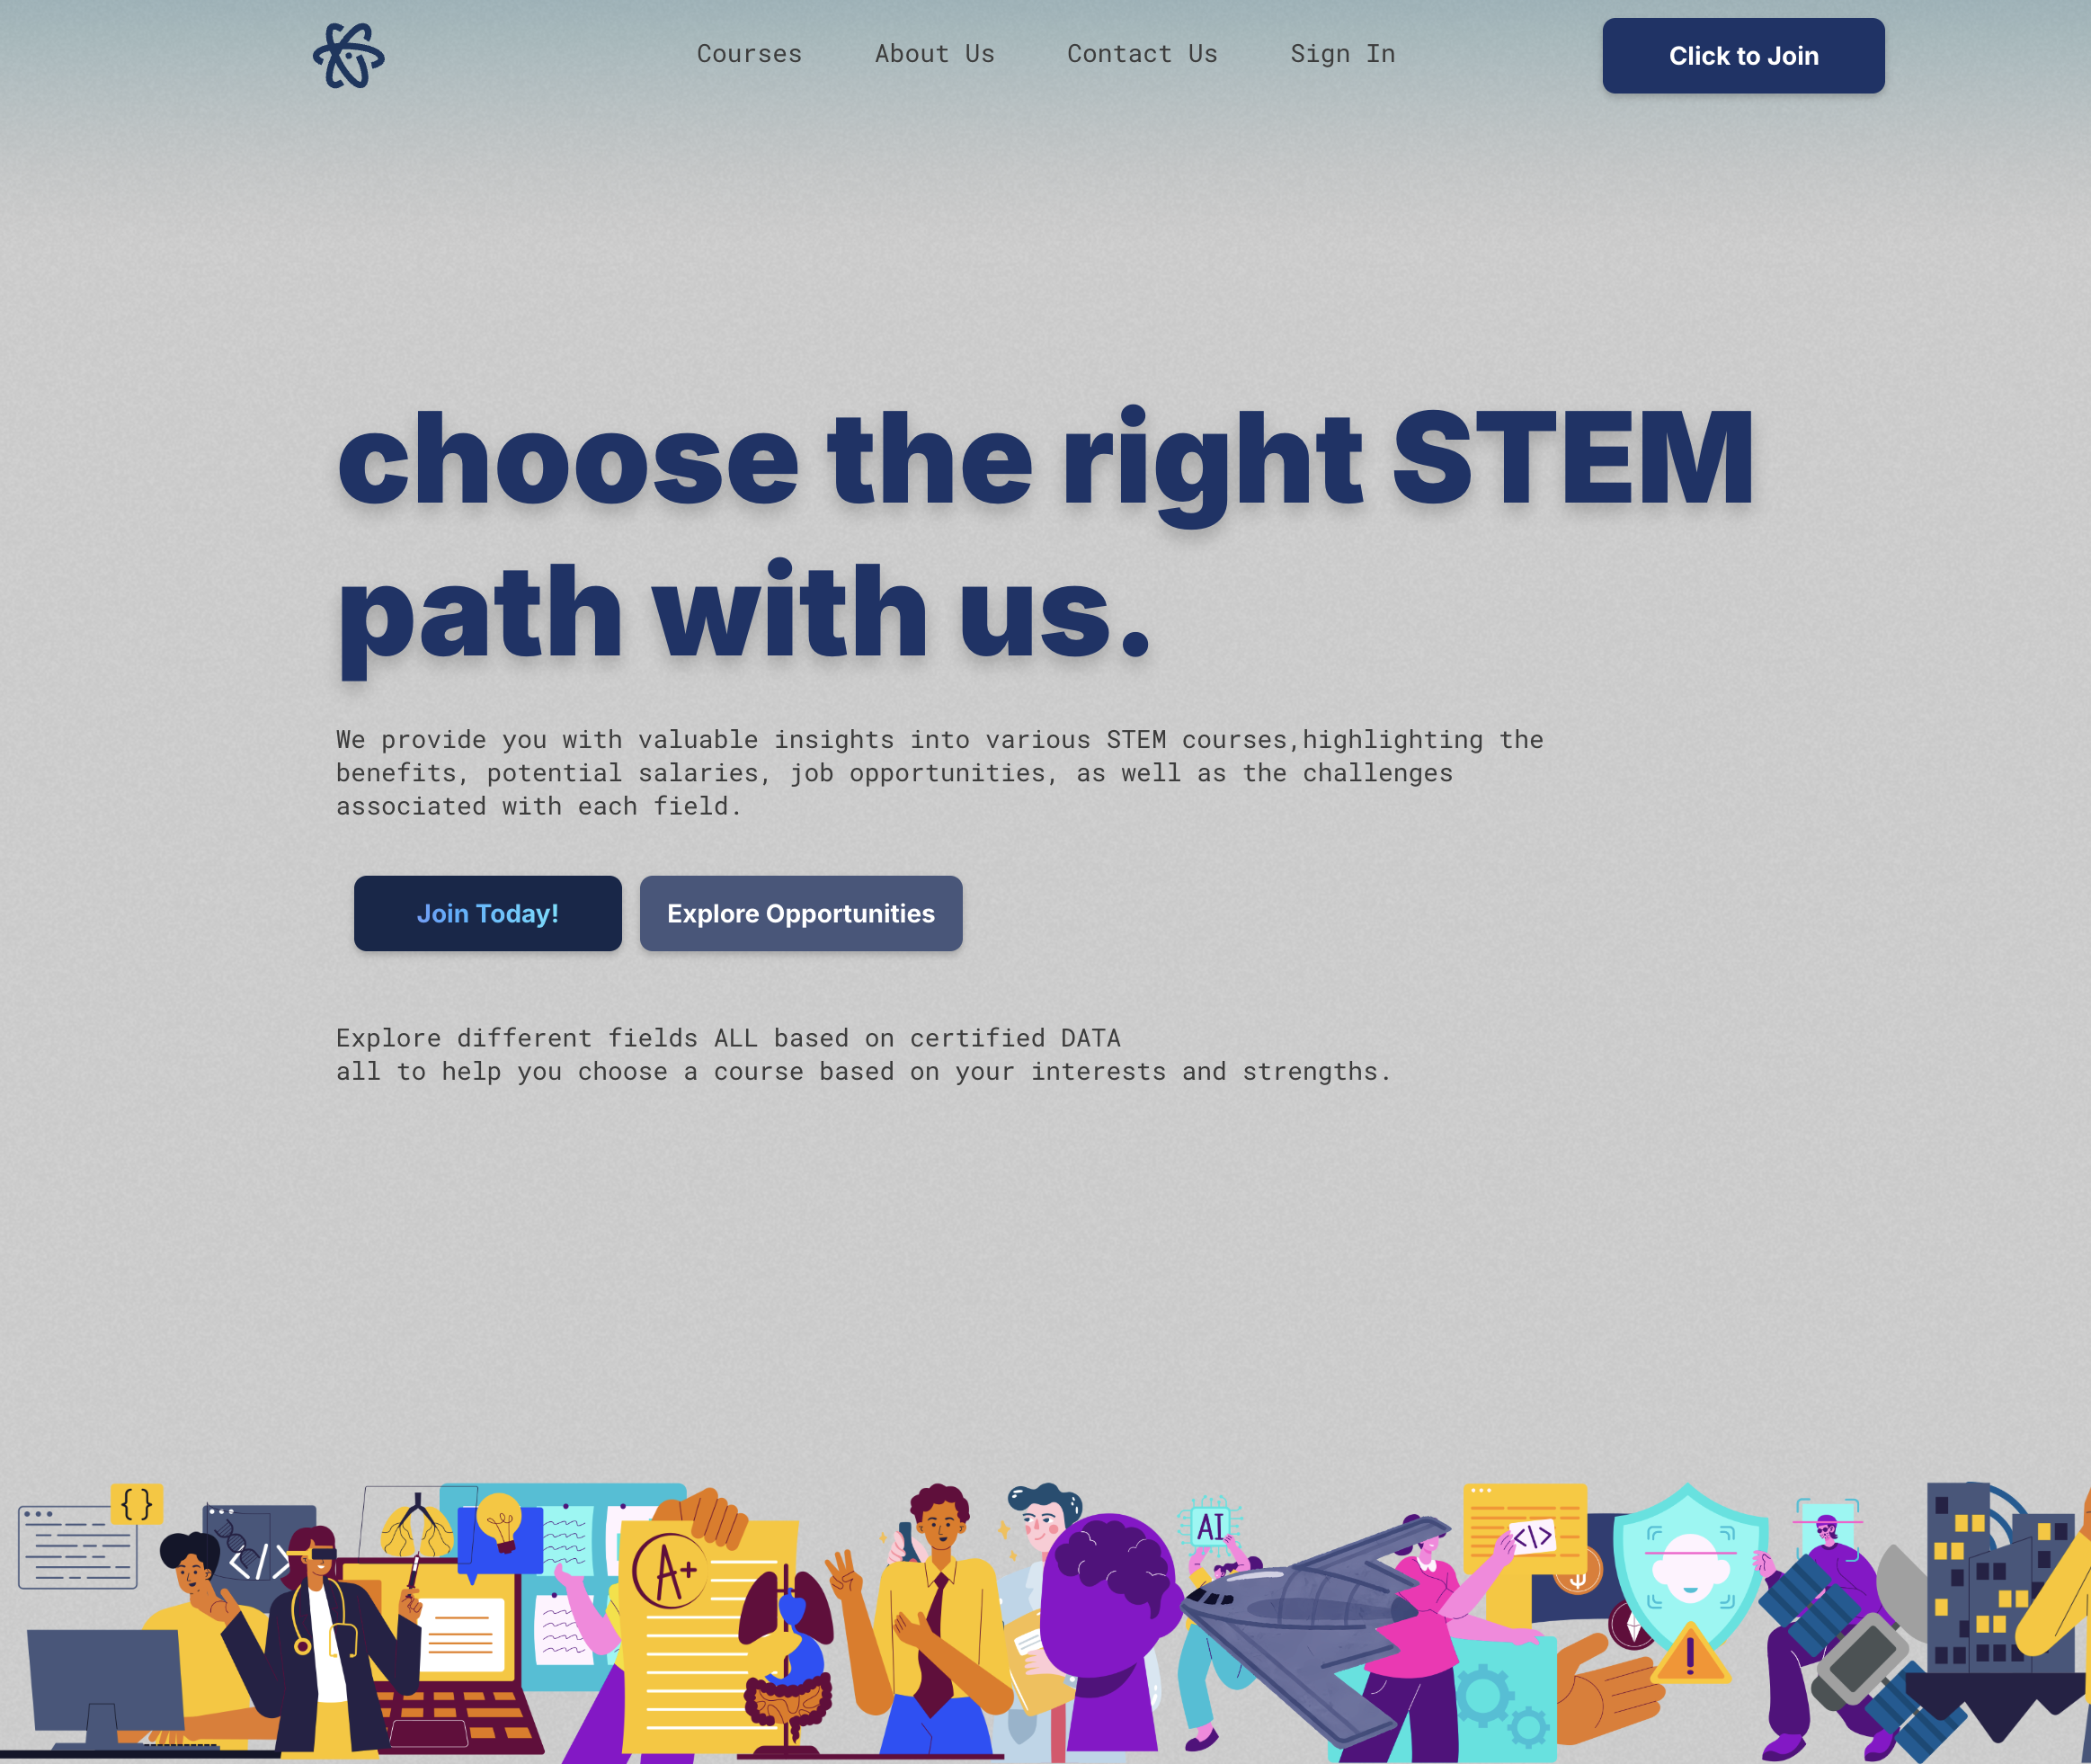 Courses
About Us
Contact Us
Sign In
Click to Join
choose the right STEM
path with us.
We provide you with valuable insights into various STEM courses,highlighting the
benefits, potential salaries, job opportunities, as well as the challenges
associated with each field.
Join Today!
Explore Opportunities
Explore different fields ALL based on certified DATA
all to help you choose a course based on your interests and strengths.
{}
</>
A+
AI
</>
$